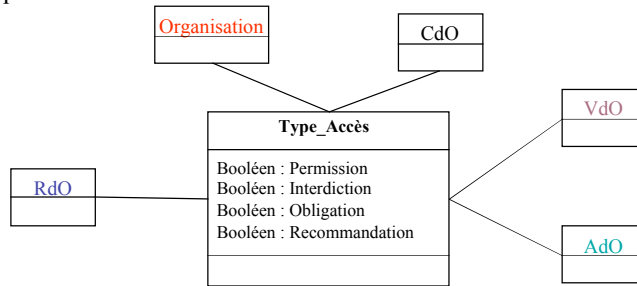 Organisation
CdO
Type_Accès
VdO
Booléen : Permission
Booléen : Interdiction
RdO
Booléen : Obligation
Booléen : Recommandation
AdO